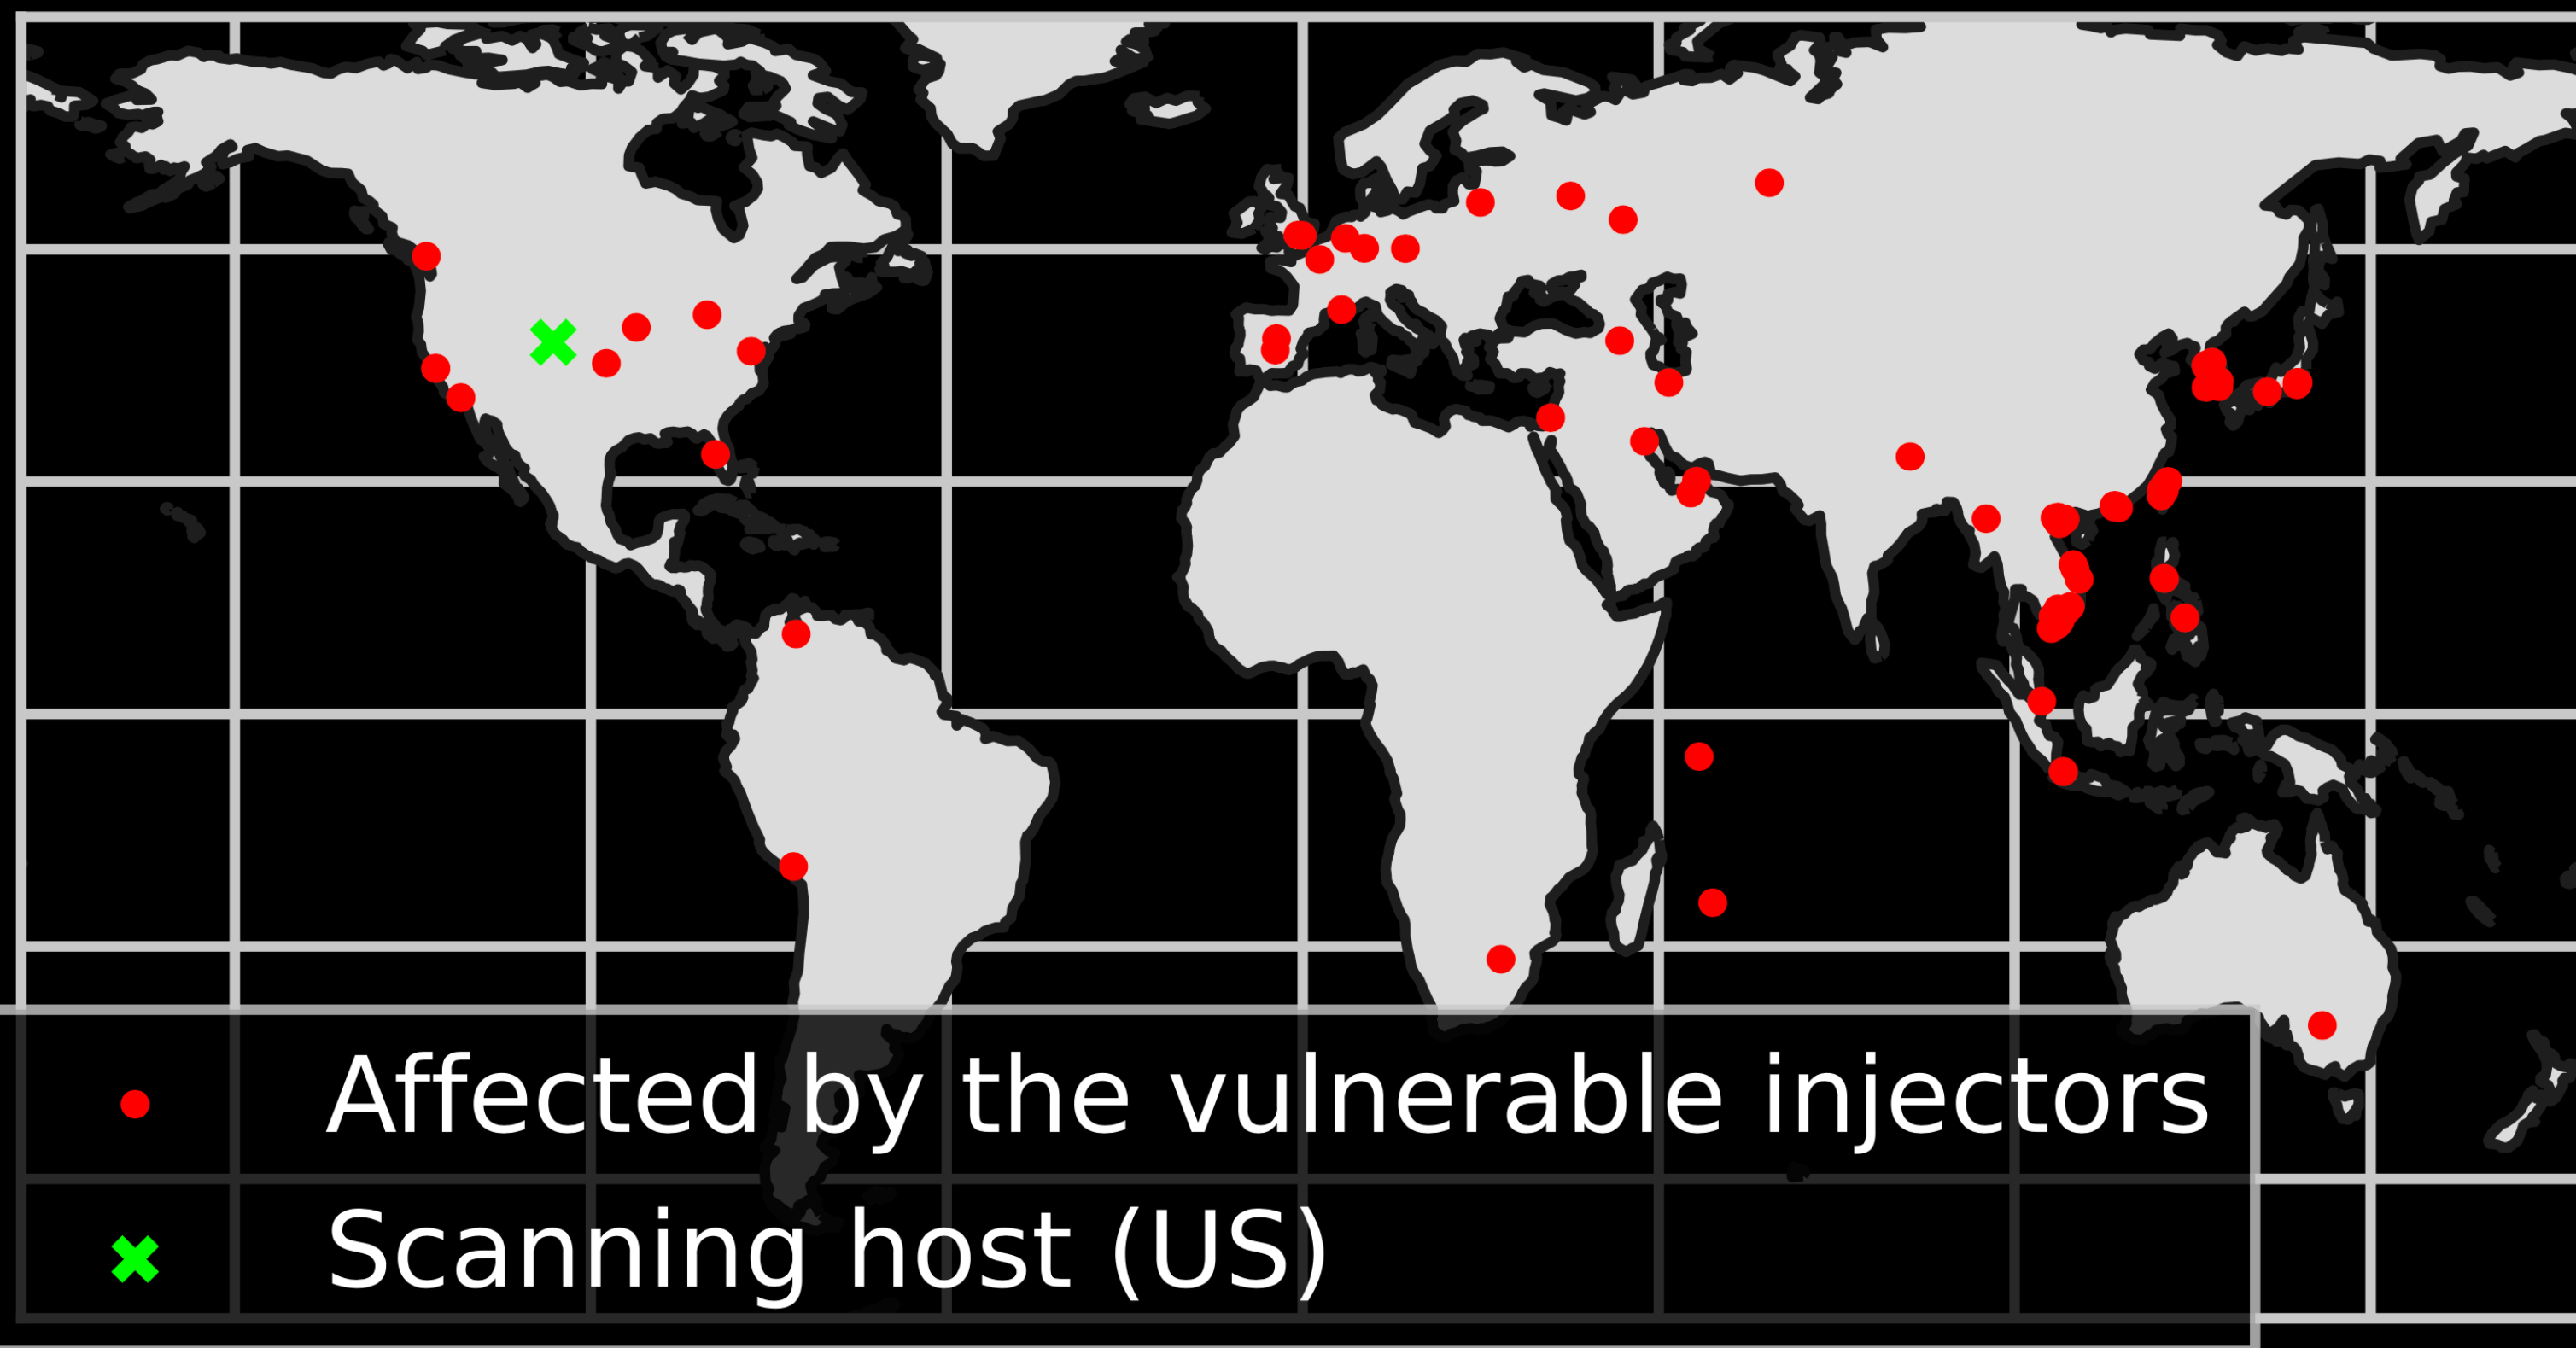 Affected by the vulnerable injectors
Scanning host (US)